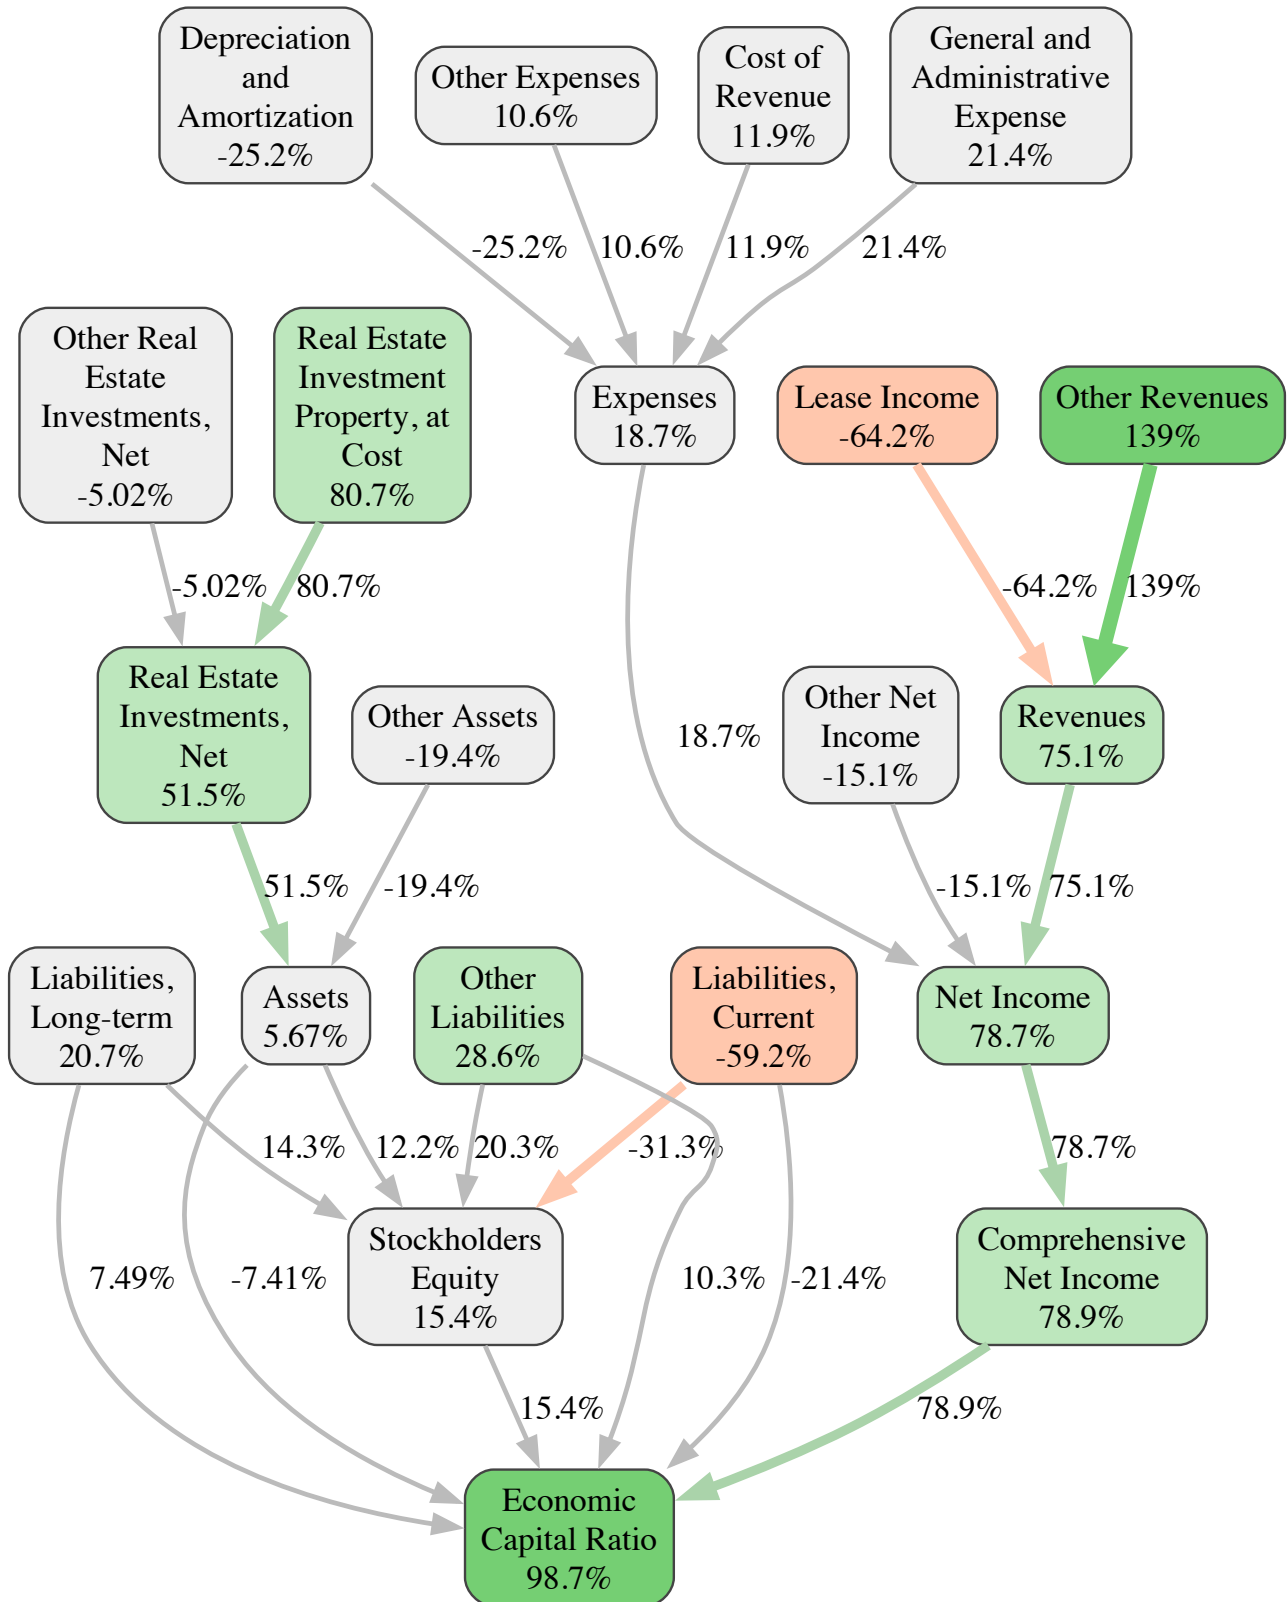 Depreciation
and
Amortization
-25.2%
Other Expenses
10.6%
Cost of
Revenue
11.9%
General and
Administrative
Expense
21.4%
-25.2%
10.6%
11.9%
21.4%
Other Real
Estate
Investments,
Net
-5.02%
Real Estate
Investment
Property, at
Cost
80.7%
Expenses
18.7%
Lease Income
-64.2%
Other Revenues
139%
-5.02%
80.7%
-64.2%
139%
Real Estate
Investments,
Net
51.5%
Other Assets
-19.4%
18.7%
Other Net
Income
-15.1%
Revenues
75.1%
51.5%
-19.4%
-15.1%
75.1%
Liabilities,
Long-term
20.7%
Assets
5.67%
Other
Liabilities
28.6%
Liabilities,
Current
-59.2%
Net Income
78.7%
14.3%
12.2%
20.3%
-31.3%
78.7%
7.49%
-7.41%
Stockholders
Equity
15.4%
10.3%
-21.4%
Comprehensive
Net Income
78.9%
15.4%
78.9%
Economic
Capital Ratio
98.7%